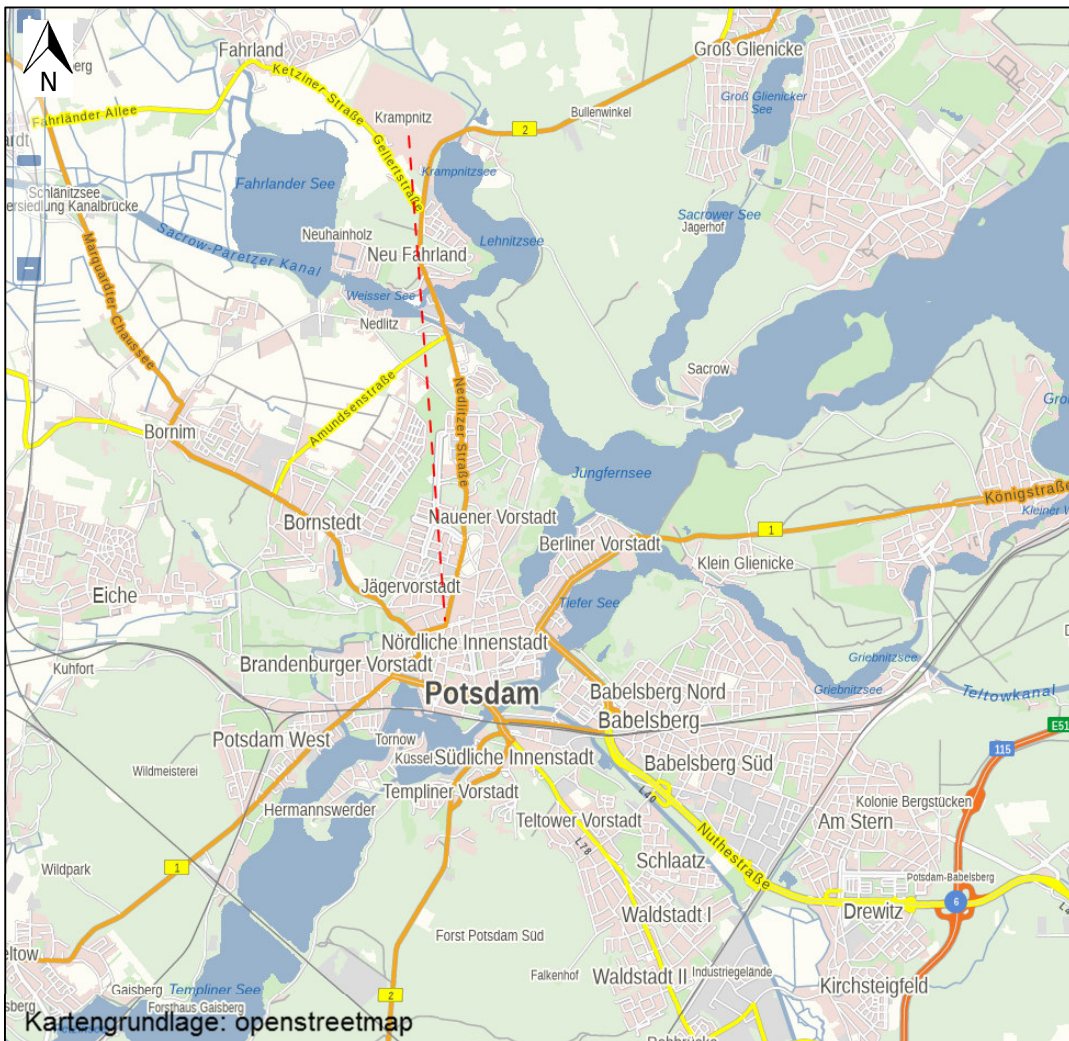 N
Fahrland
Groß Glienicke
Ketziner Straße
Groß Glienicker
See
Krampnitz
Bullenwinkel
Fahrländer Allee
2
Gellertstraße
Krampnitzsee
Fahrlander See
Schlänitzsee
Kanalbrücke
Sacrower See
Jägerhof
Neuhainholz
Lehnitzsee
Neu Fahrland
Sacrow-Paretzer Kanal
Marquardter Chaussee
Weisser See
Nedlitz
Sacrow
Nedlitzer Straße
Amundsenstraße
Bornim
Jungfernsee
Königstraße
Bornstedt
Nauener Vorstadt
1
Berliner Vorstadt
Klein Glienicke
Jägervorstadt
Eiche
Tiefer See
Nördliche Innenstadt
Griebnitzsee
Kuhfort
Brandenburger Vorstadt
Potsdam
Babelsberg Nord
Griebnitzsee
Teltowkanal
Babelsberg
E51
Potsdam West
Tornow
115
Küssel
Südliche Innenstadt
Babelsberg Süd
Wildmeisterei
Templiner Vorstadt
L40
Hermannswerder
Kolonie Bergstücken
Teltower Vorstadt
Am Stern
L78
Nuthestraße
Schlaatz
Wildpark
1
Potsdam-Babelsberg
6
Waldstadt I
Drewitz
Forst Potsdam Süd
Falkenhof
Waldstadt II
Industriegelände
Kirchsteigfeld
Gaisberg
Templiner See
2
Forsthaus Gaisberg
Kartengrundlage: openstreetmap